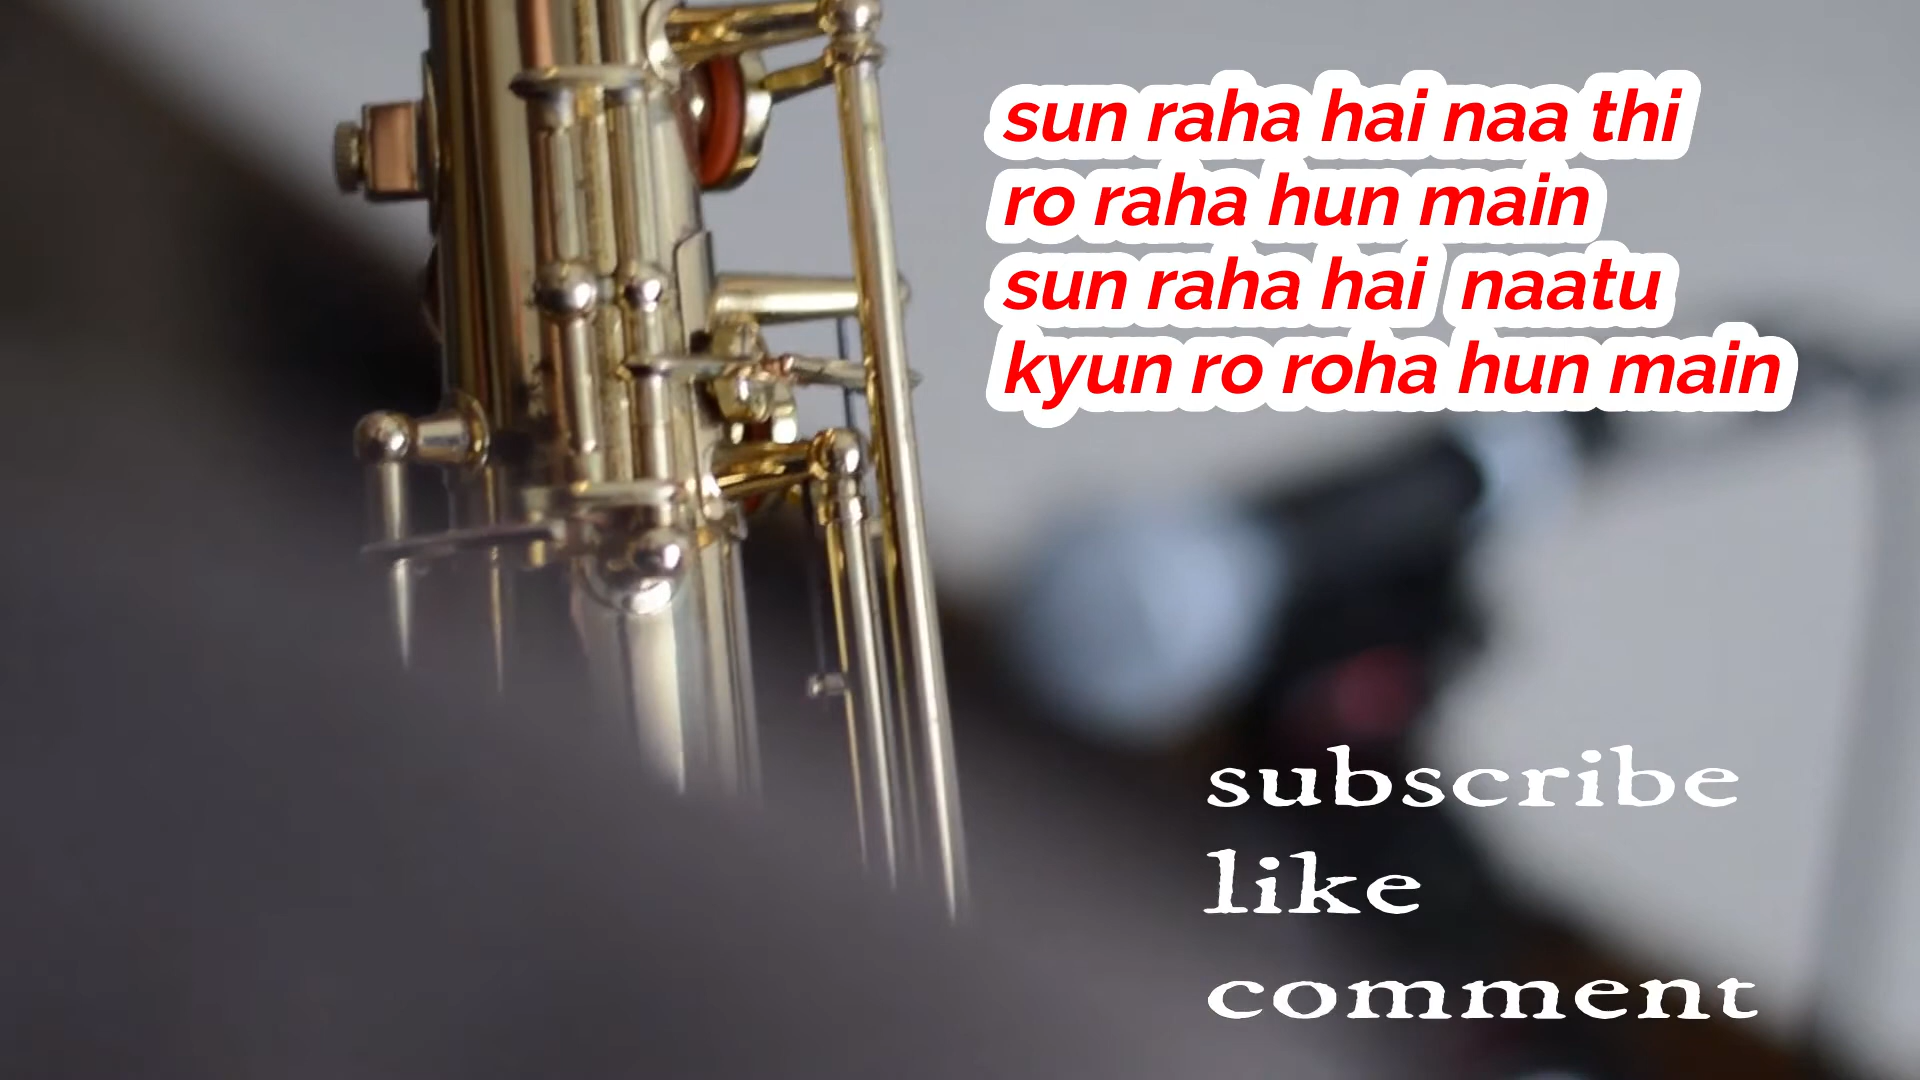 sun raha hai naa thi
ro raha hun main
sun raha hai  naatu
kyun ro roha hun main
subscribe
like
comment